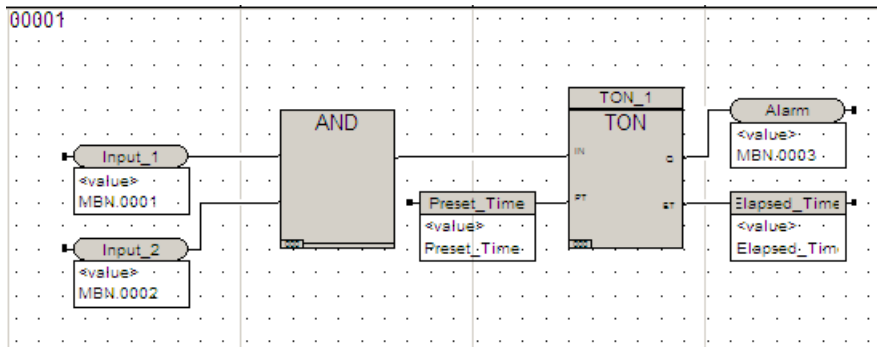 00001
TON_1
Alarm
AND
TON
<value>
MBN.0003
Input_1
IN
Q
<value>
MBN.0001
PT
ET
Preset_Time
Elapsed_Time
<value>
Preset_Time
<value>
Elapsed_Tim
Input_2
<value>
MBN.0002